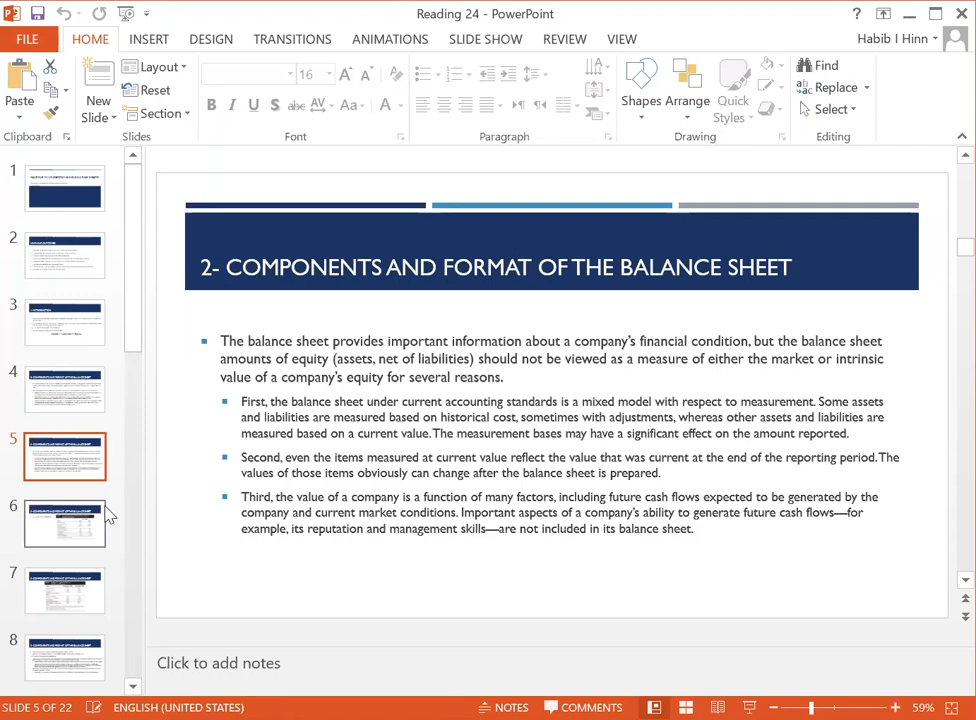 Reading 24 - PowerPoint
FILE HOME INSERT DESIGN TRANSITIONS ANIMATIONS SLIDE SHOW REVIEW VIEW Habib I Hinn
Paste
Clipboard
New
Slide
Layout
Reset
Section
Slides
16
B I U S abc AV Aa A
Font
Paragraph
Shapes Arrange Quick
Styles
Drawing
Find
Replace
Select
Editing
1
2
3
4
5
6
7
8
2- COMPONENTS AND FORMAT OF THE BALANCE SHEET
The balance sheet provides important information about a company's financial condition, but the balance sheet
amounts of equity (assets, net of liabilities) should not be viewed as a measure of either the market or intrinsic
value of a company's equity for several reasons.
First, the balance sheet under current accounting standards is a mixed model with respect to measurement. Some assets
and liabilities are measured based on historical cost, sometimes with adjustments, whereas other assets and liabilities are
measured based on a current value. The measurement bases may have a significant effect on the amount reported.
Second, even the items measured at current value reflect the value that was current at the end of the reporting period. The
values of those items obviously can change after the balance sheet is prepared.
Third, the value of a company is a function of many factors, including future cash flows expected to be generated by the
company and current market conditions. Important aspects of a company's ability to generate future cash flows—for
example, its reputation and management skills—are not included in its balance sheet.
Click to add notes
SLIDE 5 OF 22 ENGLISH (UNITED STATES) NOTES COMMENTS 59%